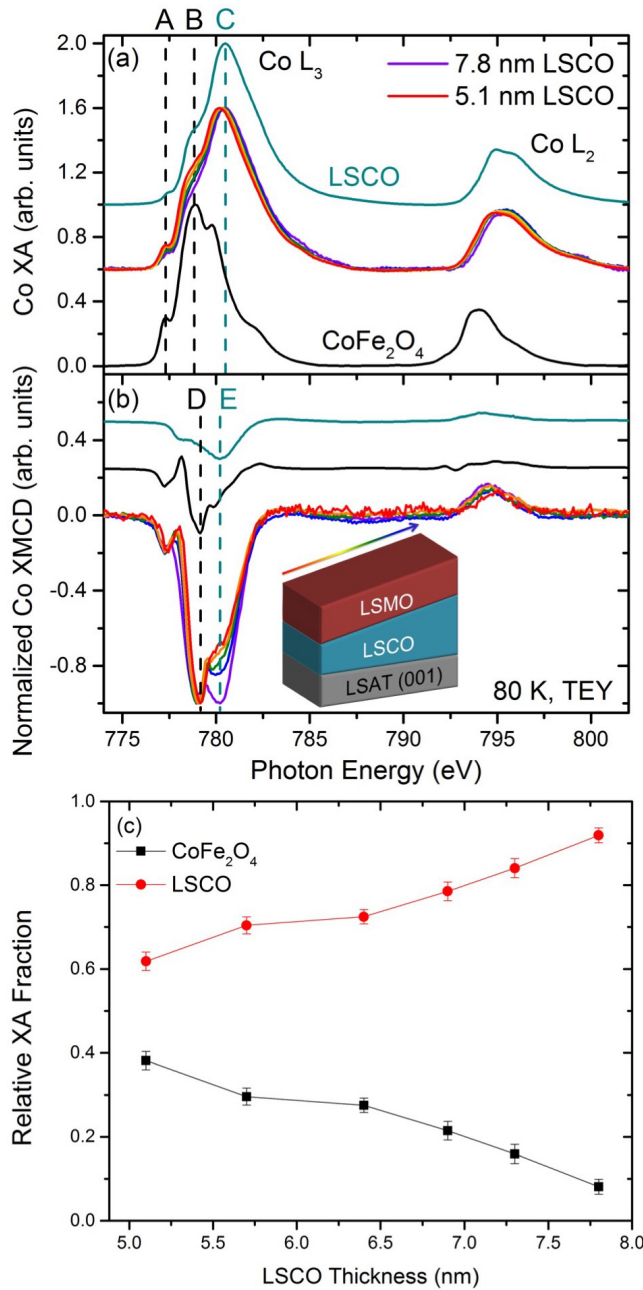 A B C
(a)
Co L₃
7.8 nm LSCO
5.1 nm LSCO
Co L₂
LSCO
CoFe₂O₄
Co XA (arb. units)
2.0
1.6
1.2
0.8
0.4
0.0
(b)
D E
Normalized Co XMCD (arb. units)
0.4
0.0
-0.4
-0.8
LSMO
LSCO
LSAT (001)
80 K, TEY
775 780 785 790 795 800
Photon Energy (eV)
(c)
CoFe₂O₄
LSCO
Relative XA Fraction
1.0
0.8
0.6
0.4
0.2
0.0
5.0 5.5 6.0 6.5 7.0 7.5 8.0
LSCO Thickness (nm)